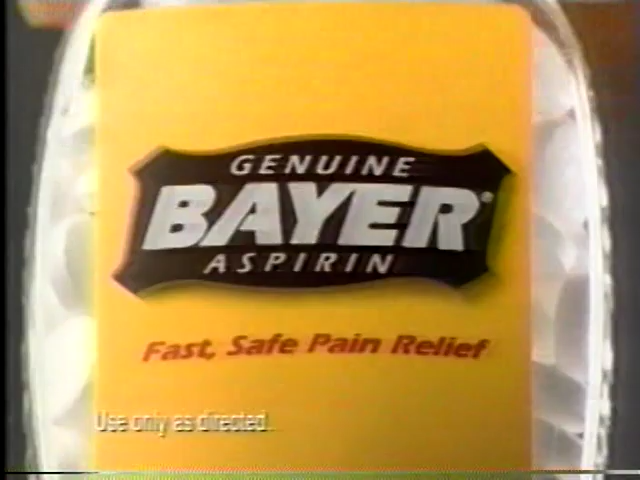 GENUINE
BAYER®
ASPIRIN
Fast, Safe Pain Relief
Use only as directed.